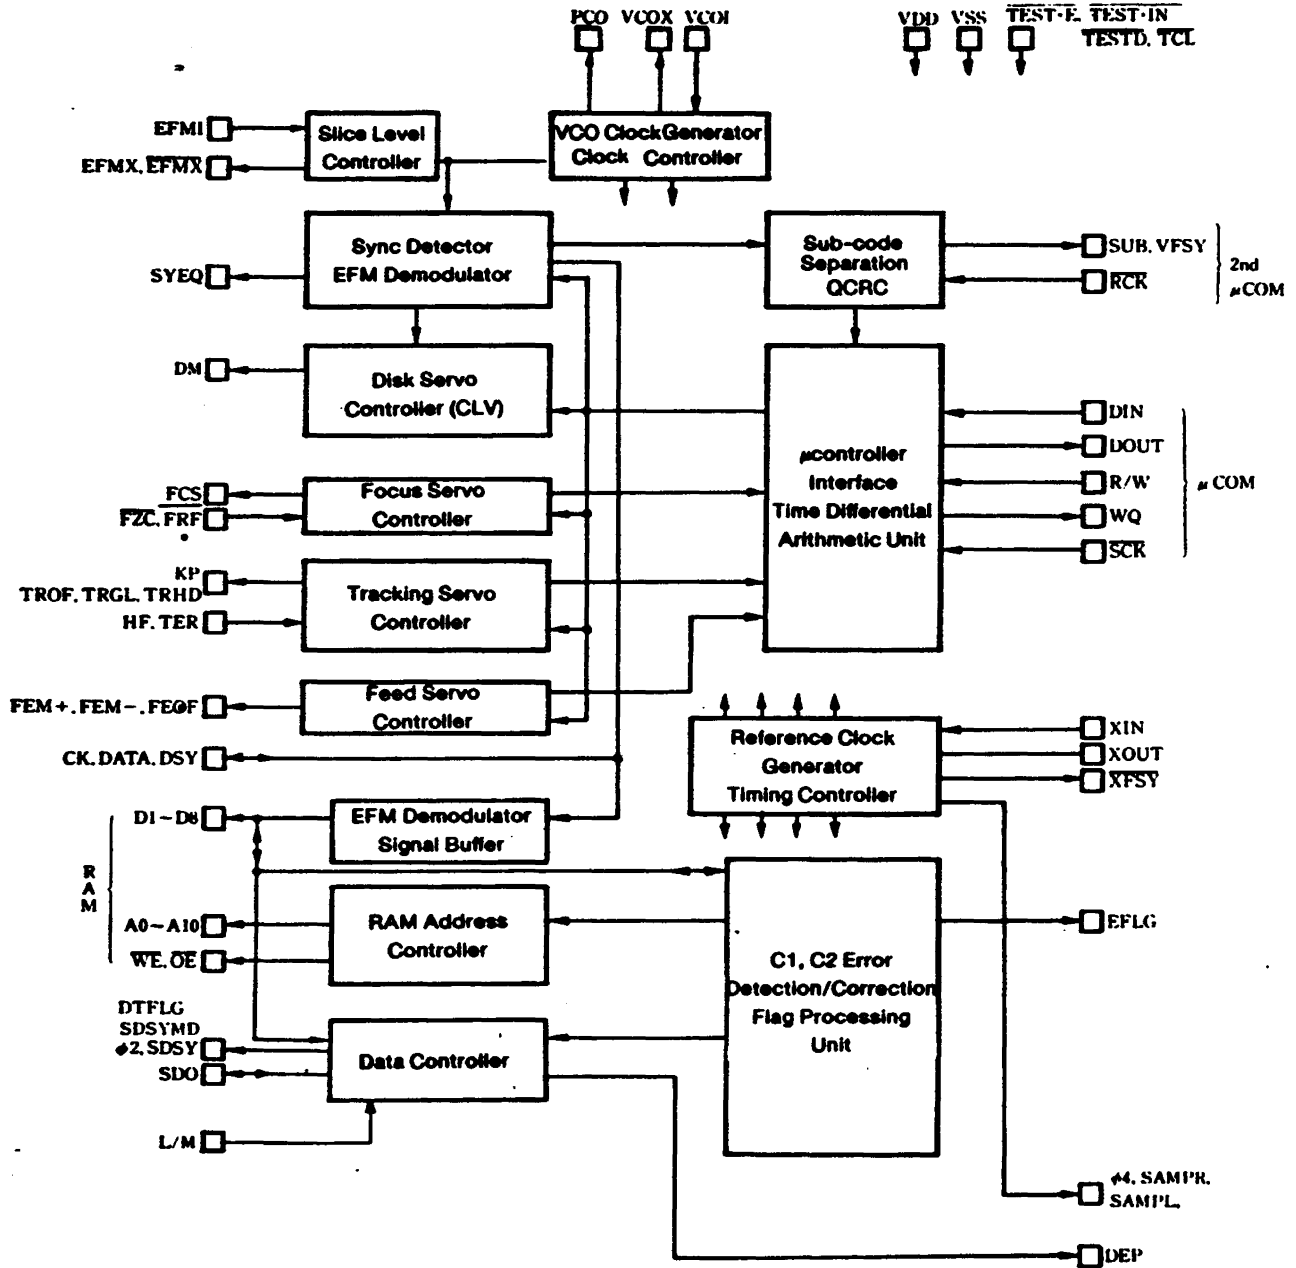 PCO VCOX VCOI
VDD VSS TEST·E, TEST·IN
TESTD, TCL
EFMI
EFMX, EFMX
Slice Level
Controller
VCO Clock Generator
Clock Controller
Sync Detector
EFM Demodulator
SYEQ
Sub-code
Separation
QCRC
SUB, VFSY
RCK
2nd
μCOM
DM
Disk Servo
Controller (CLV)
μcontroller
Interface
Time Differential
Arithmetic Unit
DIN
DOUT
R/W
WQ
SCK
μCOM
FCS
FZC, FRF
Focus Servo
Controller
KP
TROF, TRGL, TRHD
HF, TER
Tracking Servo
Controller
FEM+, FEM-, FEOF
Feed Servo
Controller
CK, DATA, DSY
Reference Clock
Generator
Timing Controller
XIN
XOUT
XFSY
D1~D8
EFM Demodulator
Signal Buffer
RAM
A0~A10
WE, OE
RAM Address
Controller
C1, C2 Error
Detection/Correction
Flag Processing
Unit
EFLG
DTFLG
SDSYMD
φ2, SDSY
SDO
Data Controller
L/M
φ4, SAMPR,
SAMPL,
DEP